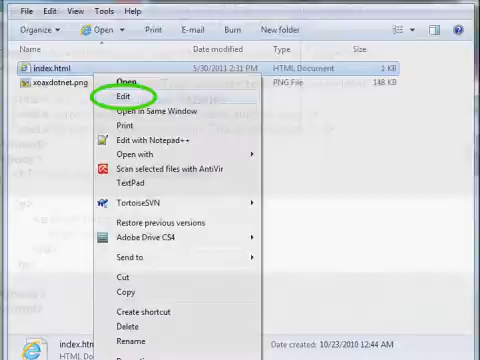 File Edit View Tools Help
Organize Open Print E-mail Burn New folder
Name Date modified Type Size
index.html 5/30/2011 2:31 PM HTML Document 1 KB
xoaxdotnet.png PNG File 148 KB
Open
Edit
Open in Same Window
Print
Edit with Notepad++
Open with
Scan selected files with AntiVir
TextPad
TortoiseSVN
Restore previous versions
Adobe Drive CS4
Send to
Cut
Copy
Create shortcut
Delete
Rename
index.htm Date created: 10/23/2010 12:44 AM
HTML Doc